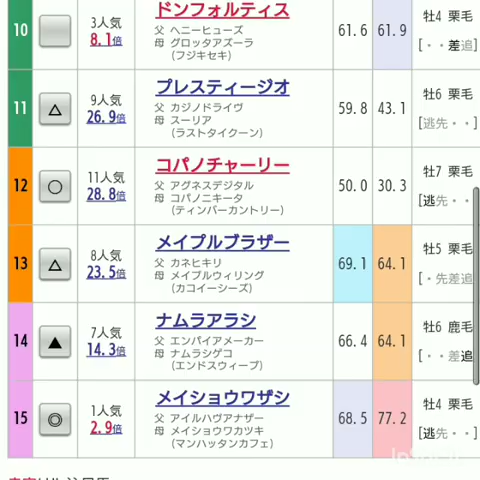 ドンフォルティス
10 3人気 父 ヘニーヒューズ 61.6 61.9 牡4 栗毛
8.1倍 母 グロッタアズーラ [・・差追
(フジキセキ)
プレスティージオ
11 △ 9人気 父 カジノドライヴ 59.8 43.1 牡6 栗毛
26.9倍 母 スーリア [逃先・・]
(ラストタイクーン)
コパノチャーリー
12 ○ 11人気 父 アグネスデジタル 50.0 30.3 牡7 栗毛
28.8倍 母 コパノニキータ [逃先・・]
(ティンバーカントリー)
メイプルブラザー
13 △ 8人気 父 カネヒキリ 69.1 64.1 牡5 栗毛
23.5倍 母 メイプルウィリング [・先差追
(カコイーシーズ)
ナムラアラシ
14 ▲ 7人気 父 エンパイアメーカー 66.4 64.1 牡6 鹿毛
14.3倍 母 ナムラシゲコ [・・差追
(エンドスウィープ)
メイショウワザシ
15 ◎ 1人気 父 アイルハヴアナザー 68.5 77.2 牡4 栗毛
2.9倍 母 メイショウワカツキ [逃先・・]
(マンハッタンカフェ)